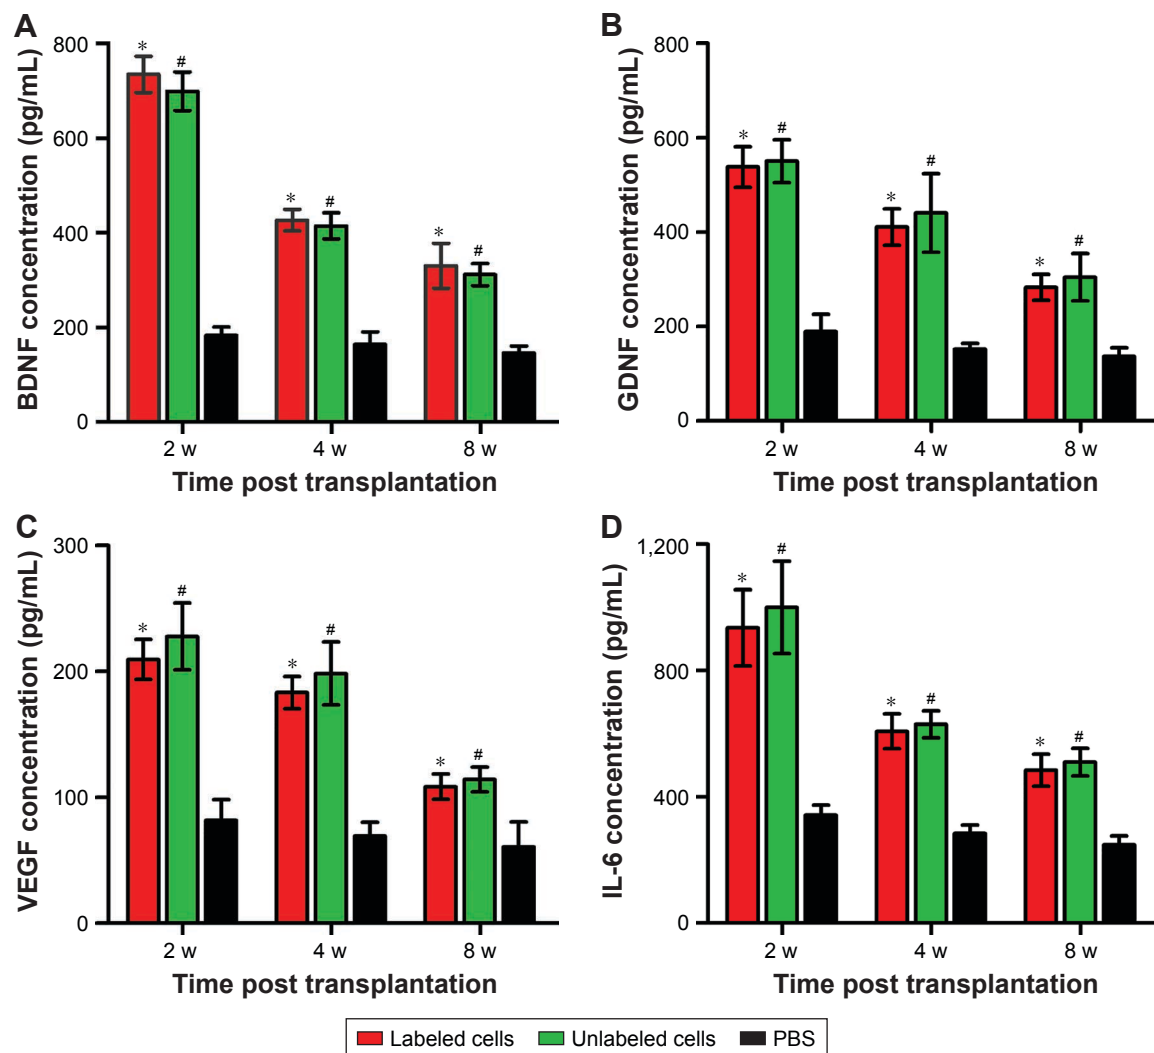 A
BDNF concentration (pg/mL)
800
600
400
200
0
*
#
*
#
*
#
2 w
4 w
8 w
Time post transplantation
B
GDNF concentration (pg/mL)
800
600
400
200
0
*
#
*
#
*
#
2 w
4 w
8 w
Time post transplantation
C
VEGF concentration (pg/mL)
300
200
100
0
*
#
*
#
*
#
2 w
4 w
8 w
Time post transplantation
D
IL-6 concentration (pg/mL)
1,200
800
400
0
*
#
*
#
*
#
2 w
4 w
8 w
Time post transplantation
Labeled cells
Unlabeled cells
PBS